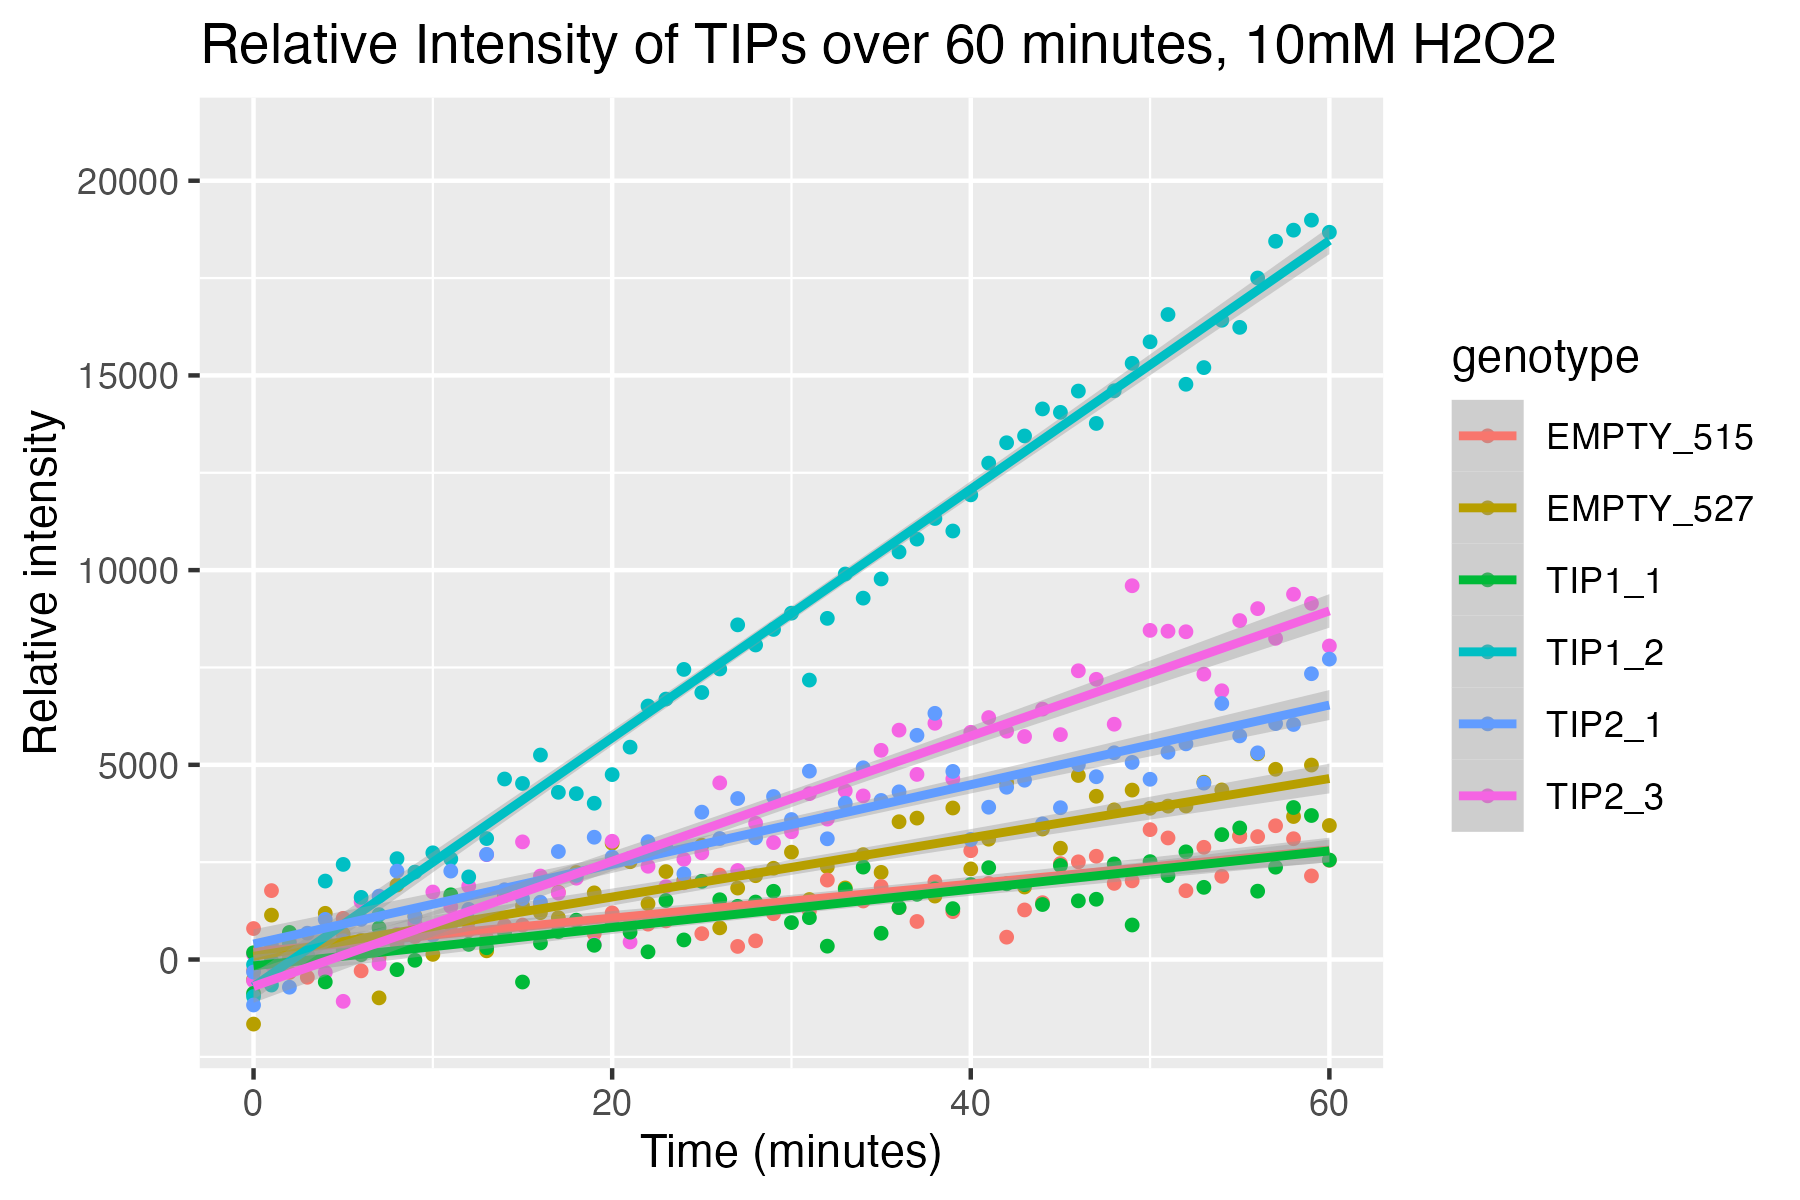 Relative Intensity of TIPs over 60 minutes, 10mM H2O2
20000
15000
10000
5000
0
Relative intensity
0 20 40 60
Time (minutes)
genotype
EMPTY_515
EMPTY_527
TIP1_1
TIP1_2
TIP2_1
TIP2_3